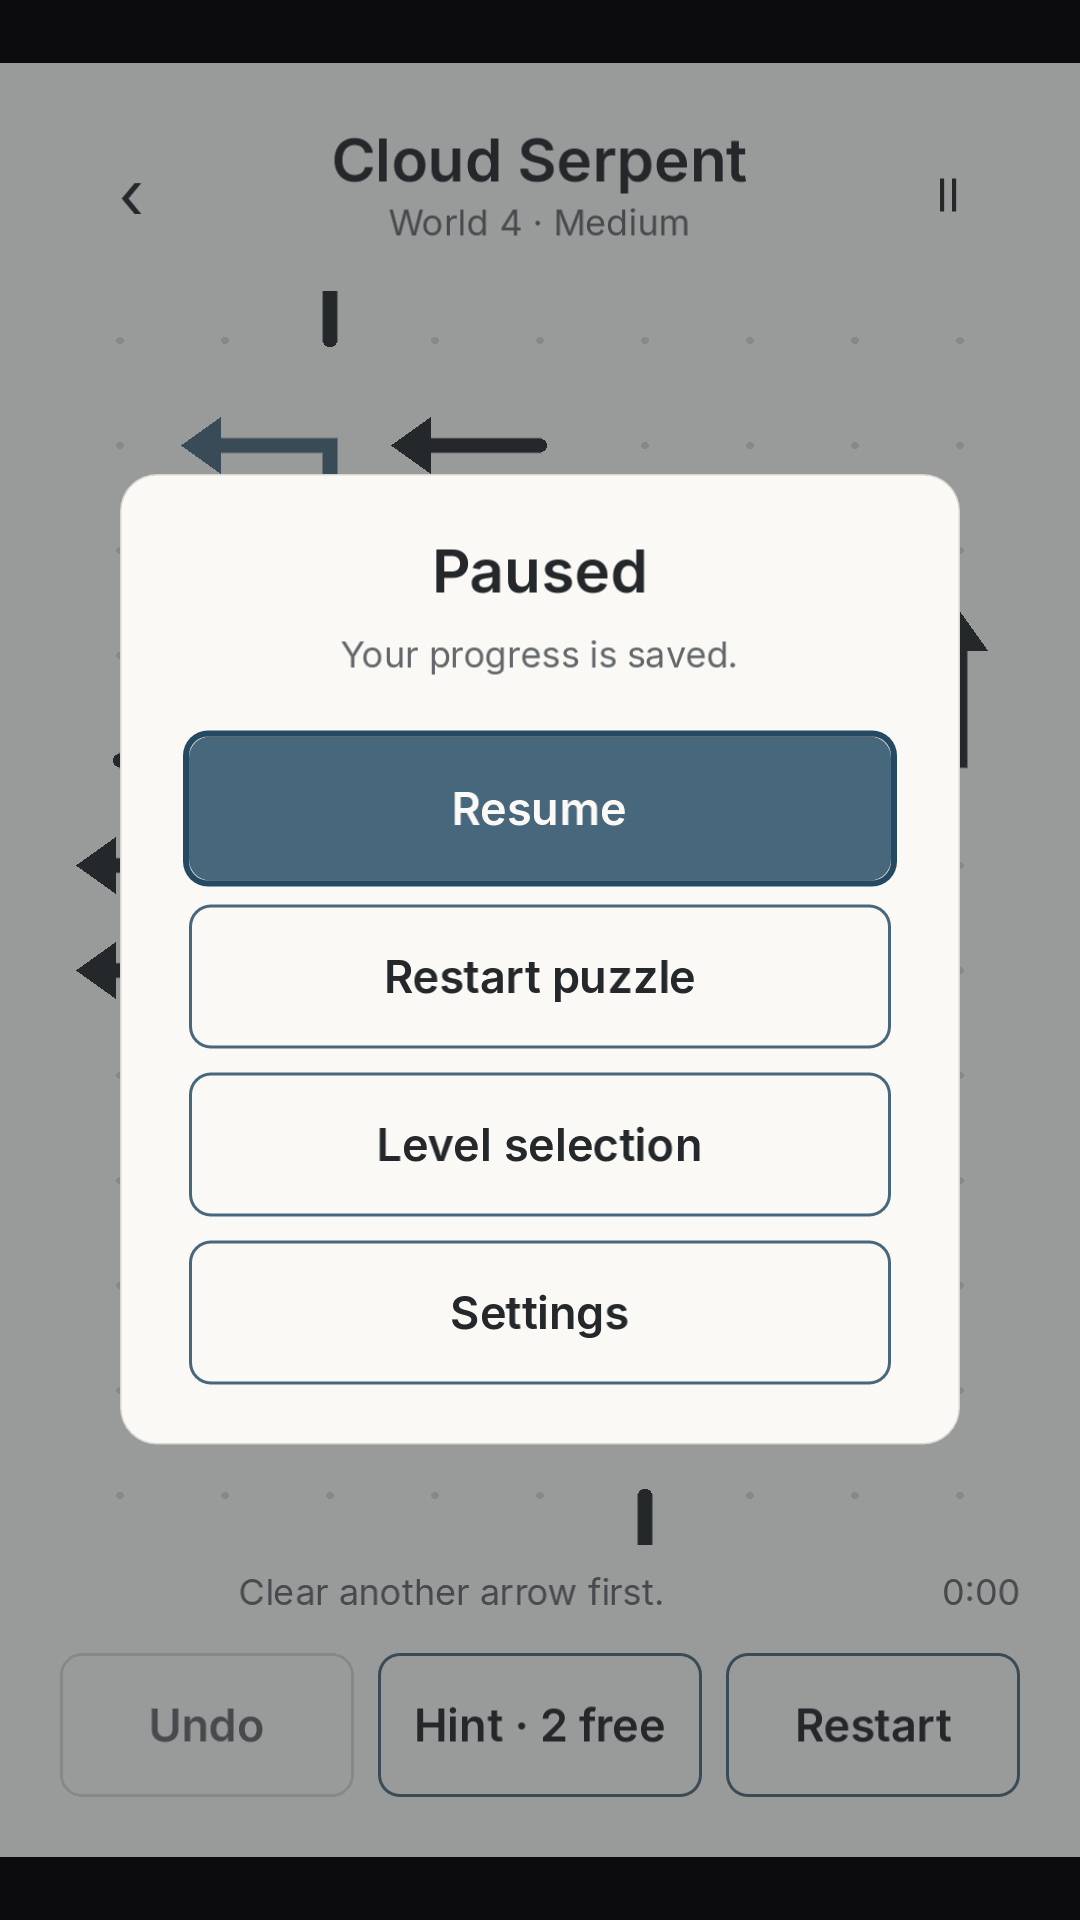 Cloud Serpent
World 4 · Medium
Paused
Your progress is saved.
Resume
Restart puzzle
Level selection
Settings
Clear another arrow first.
0:00
Undo
Hint · 2 free
Restart